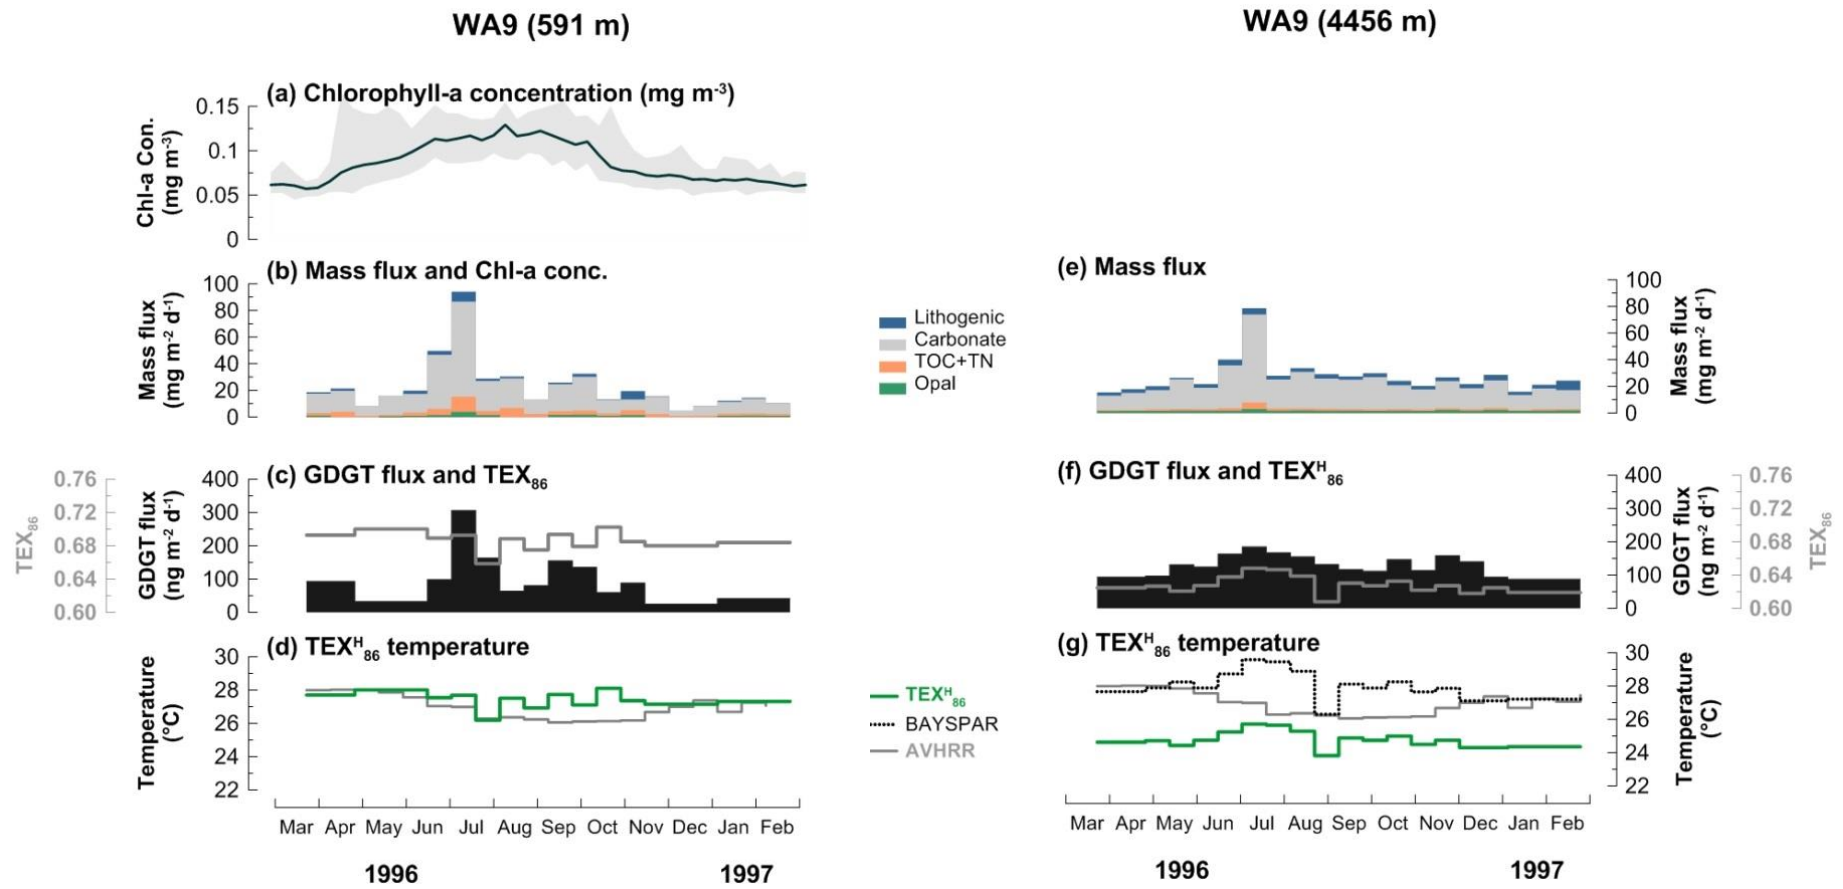 WA9 (591 m)
WA9 (4456 m)
(a) Chlorophyll-a concentration (mg m⁻³)
Chl-a Con.
(mg m⁻³)
0.15
0.1
0.05
0
(b) Mass flux and Chl-a conc.
Mass flux
(mg m⁻² d⁻¹)
100
80
60
40
20
0
Lithogenic
Carbonate
TOC+TN
Opal
(e) Mass flux
100
80
60
40
20
0
Mass flux
(mg m⁻² d⁻¹)
(c) GDGT flux and TEX₈₆
TEX₈₆
0.76
0.72
0.68
0.64
0.60
GDGT flux
(ng m⁻² d⁻¹)
400
300
200
100
0
(f) GDGT flux and TEXᴴ₈₆
400
300
200
100
0
GDGT flux
(ng m⁻² d⁻¹)
0.76
0.72
0.68
0.64
0.60
TEX₈₆
(d) TEXᴴ₈₆ temperature
Temperature
(°C)
30
28
26
24
22
TEXᴴ₈₆
BAYSPAR
AVHRR
(g) TEXᴴ₈₆ temperature
30
28
26
24
22
Temperature
(°C)
Mar Apr May Jun Jul Aug Sep Oct Nov Dec Jan Feb
1996 1997
Mar Apr May Jun Jul Aug Sep Oct Nov Dec Jan Feb
1996 1997